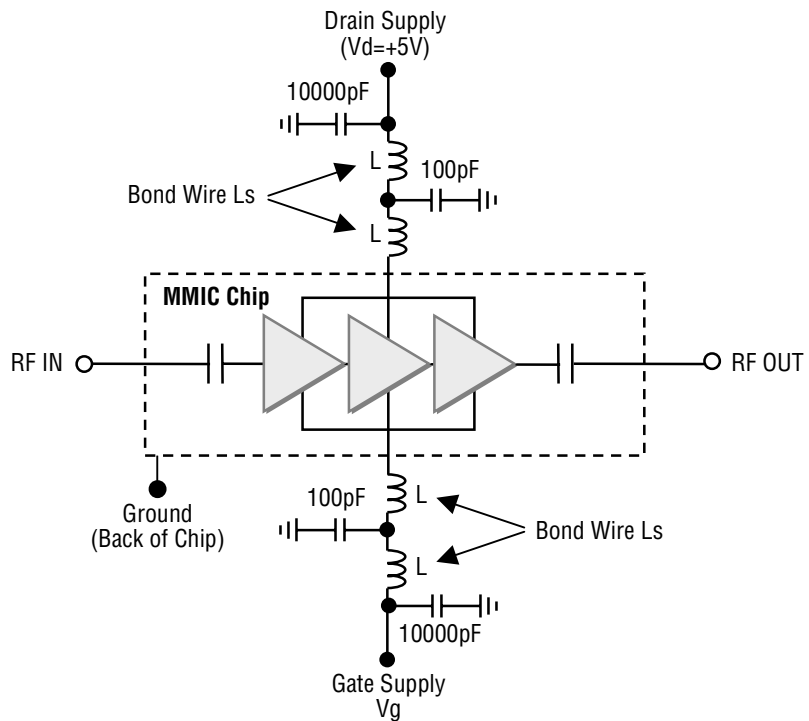 Drain Supply
(Vd=+5V)
10000pF
L
100pF
Bond Wire Ls
L
MMIC Chip
RF IN
RF OUT
100pF
L
Ground
(Back of Chip)
Bond Wire Ls
L
10000pF
Gate Supply
Vg